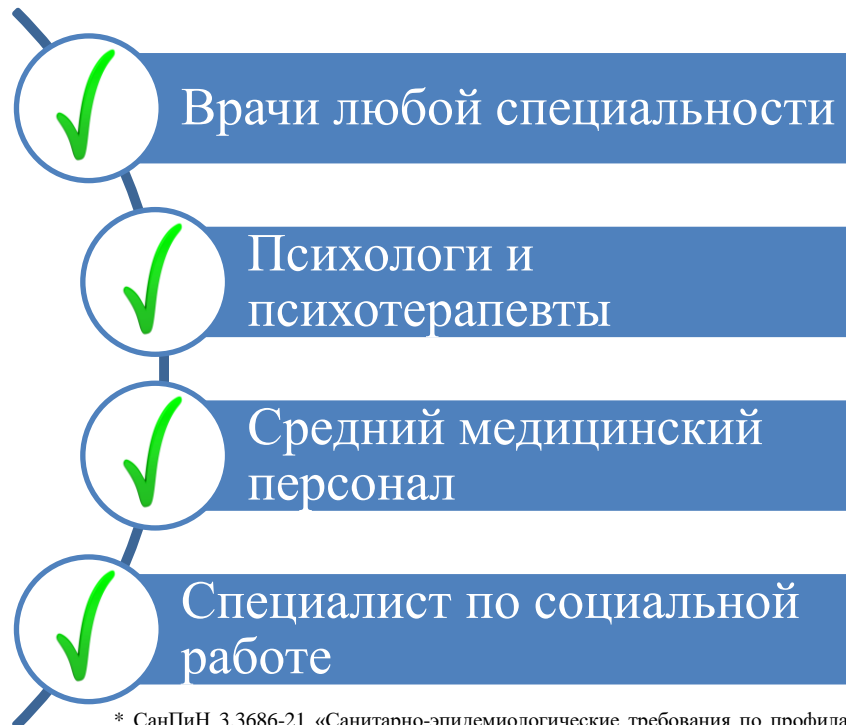 Врачи любой специальности
Психологи и
психотерапевты
Средний медицинский
персонал
Специалист по социальной
работе
* СанПиН 3.3686-21 «Санитарно-эпидемиологические требования по